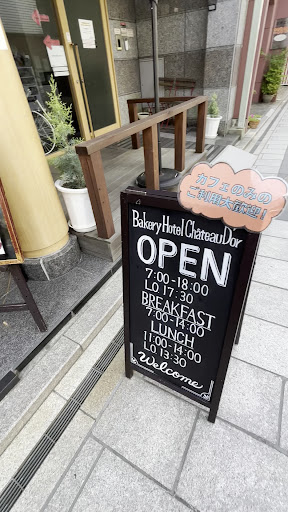 カフェのみの
ご利用大歓迎!
Bakery Hotel Château Dor
OPEN
7:00-18:00
LO 17:30
BREAKFAST
7:00-14:00
LUNCH
11:00-14:00
LO 13:30
Welcome